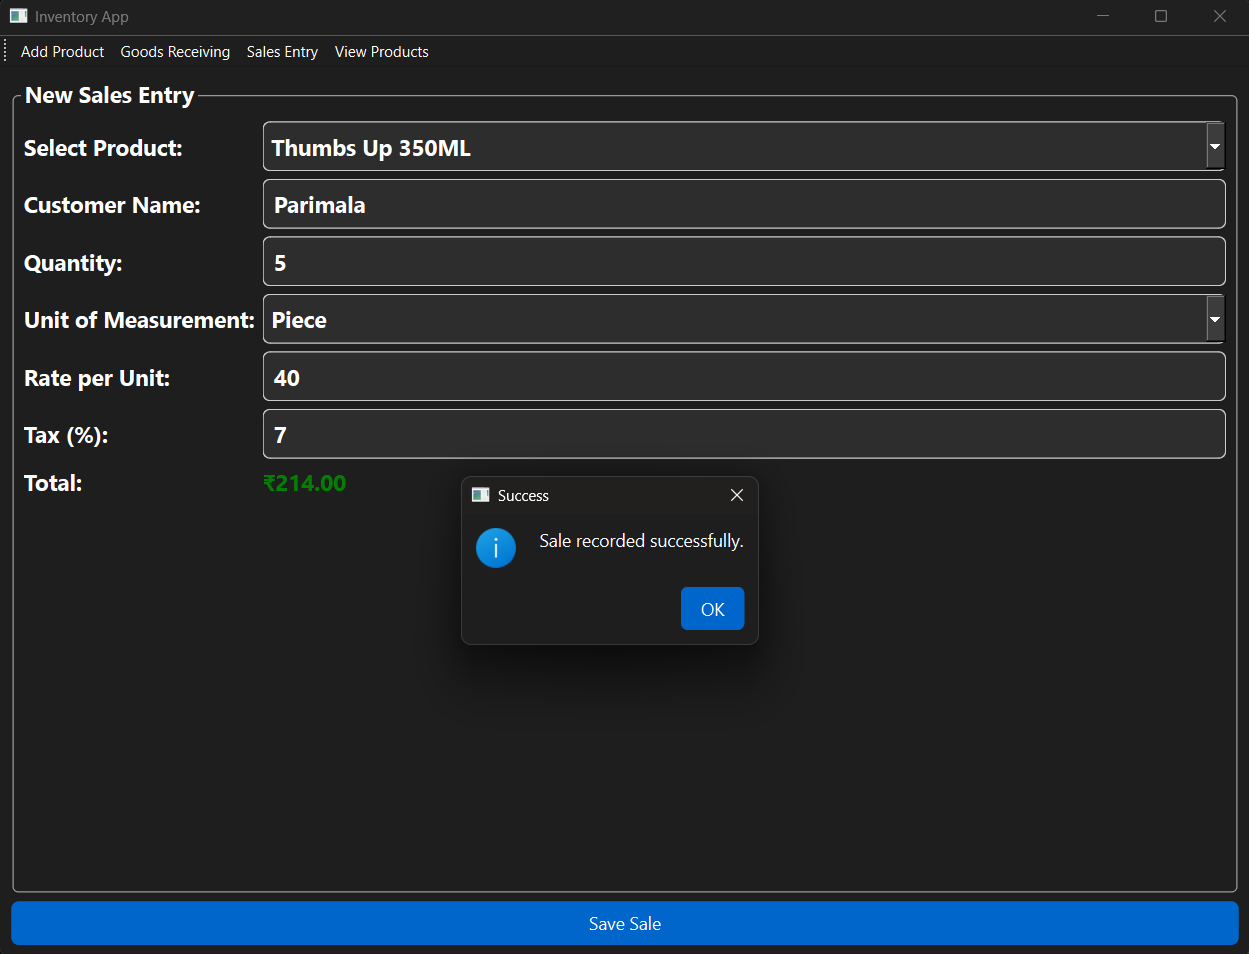 Inventory App
Add Product Goods Receiving Sales Entry View Products
New Sales Entry
Select Product: Thumbs Up 350ML
Customer Name: Parimala
Quantity: 5
Unit of Measurement: Piece
Rate per Unit: 40
Tax (%): 7
Total: ₹214.00
Success
Sale recorded successfully.
OK
Save Sale